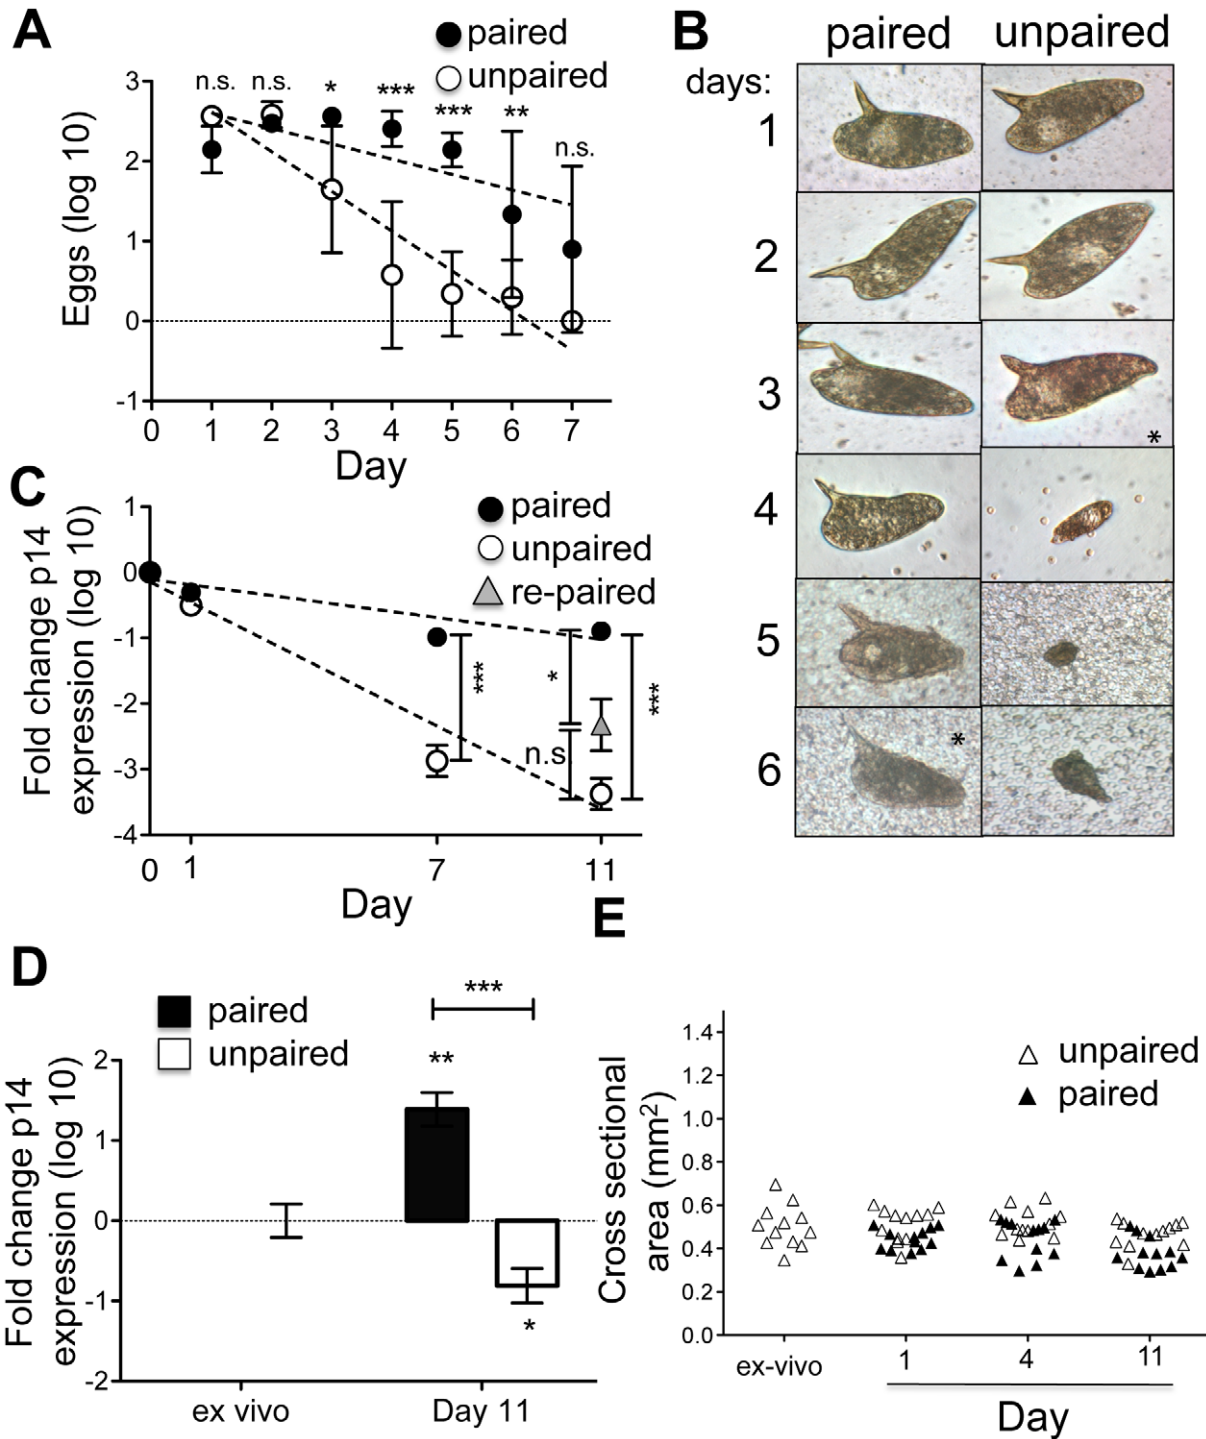 A
paired
unpaired
n.s. n.s. * *** *** ** n.s.
3
2
1
0
-1
Eggs (log 10)
0 1 2 3 4 5 6 7
Day
B
paired unpaired
days:
1
2
3
*
4
5
6
*
C
paired
unpaired
re-paired
1
0
-1
-2
-3
-4
Fold change p14
expression (log 10)
***
*
***
n.s
0 1 7 11
Day
D
paired
unpaired
***
**
*
2
1
0
-1
-2
Fold change p14
expression (log 10)
ex vivo Day 11
E
unpaired
paired
1.4
1.2
1.0
0.8
0.6
0.4
0.2
0.0
Cross sectional
area (mm²)
ex-vivo 1 4 11
Day